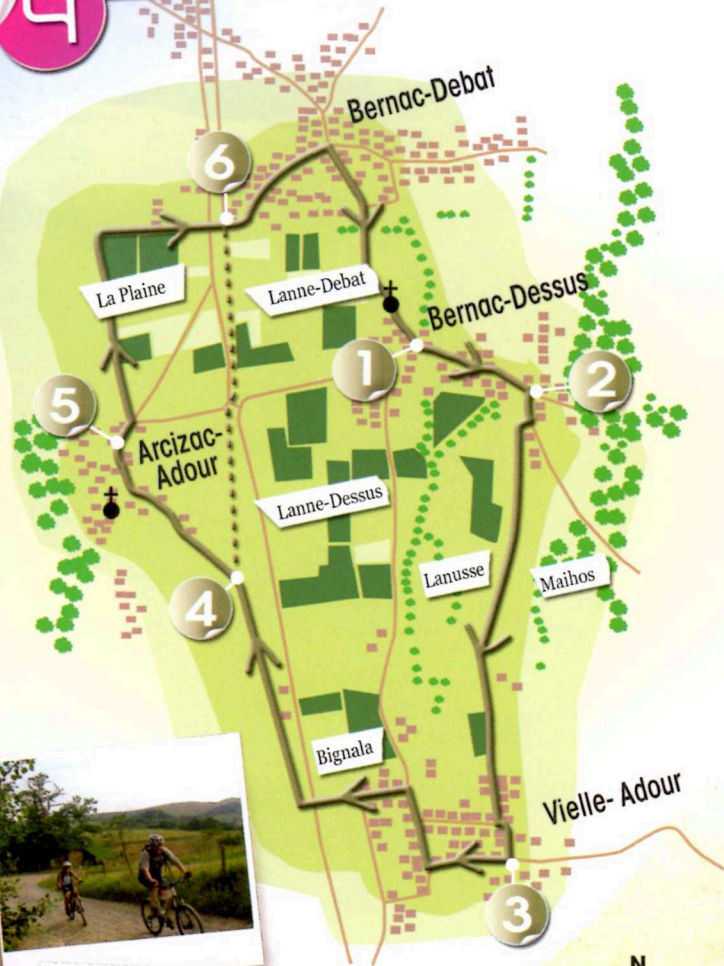 4
Bernac-Debat
6
La Plaine
Lanne-Debat
Bernac-Dessus
1
2
5
Arcizac-
Adour
Lanne-Dessus
Lanusse
Maihos
4
Bignala
Vielle- Adour
3
N